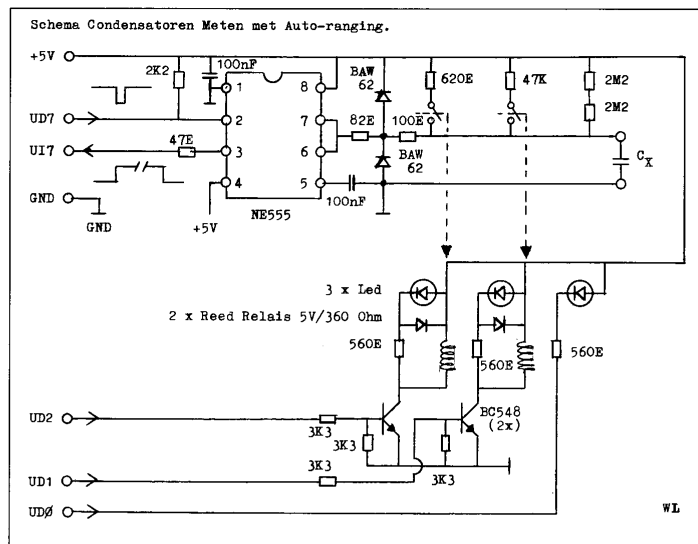 Schema Condensatoren Meten met Auto-ranging.
+5V
100nF
2K2
BAW
62
620E
47K
2M2
2M2
1
8
UD7
2
7
82E
100E
UI7
47E
3
6
BAW
62
CX
4
5
100nF
GND
GND
+5V
NE555
3 x Led
2 x Reed Relais 5V/360 Ohm
560E
560E
560E
BC548
(2x)
UD2
3K3
3K3
UD1
3K3
3K3
UDØ
WL